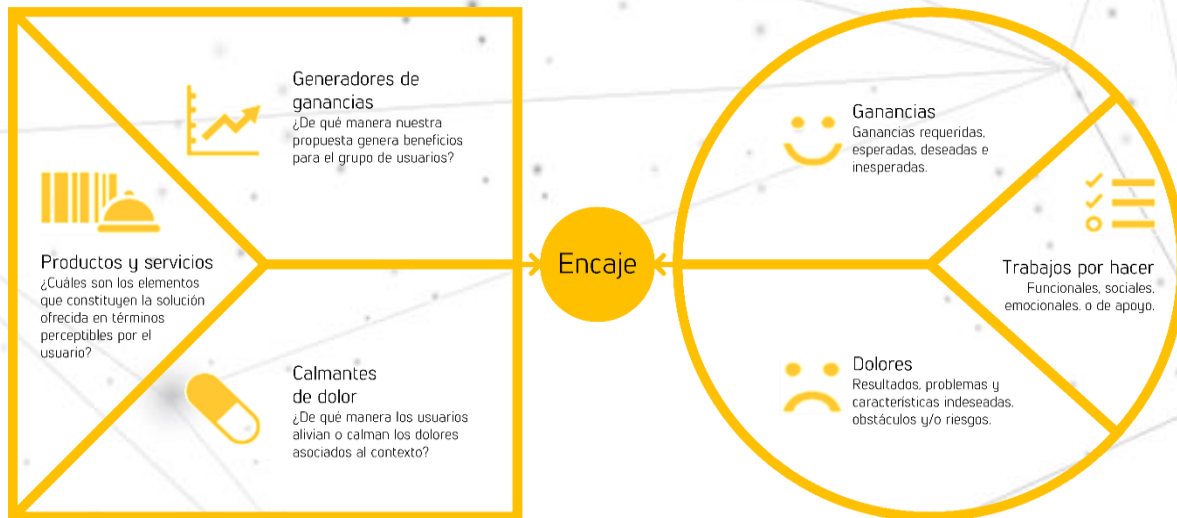 Generadores de
ganancias
¿De qué manera nuestra
propuesta genera beneficios
para el grupo de usuarios?
Productos y servicios
¿Cuáles son los elementos
que constituyen la solución
ofrecida en términos
perceptibles por el
usuario?
Calmantes
de dolor
¿De qué manera los usuarios
alivian o calman los dolores
asociados al contexto?
Encaje
Ganancias
Ganancias requeridas,
esperadas, deseadas e
inesperadas.
Trabajos por hacer
Funcionales, sociales,
emocionales, o de apoyo.
Dolores
Resultados, problemas y
características indeseadas,
obstáculos y/o riesgos.